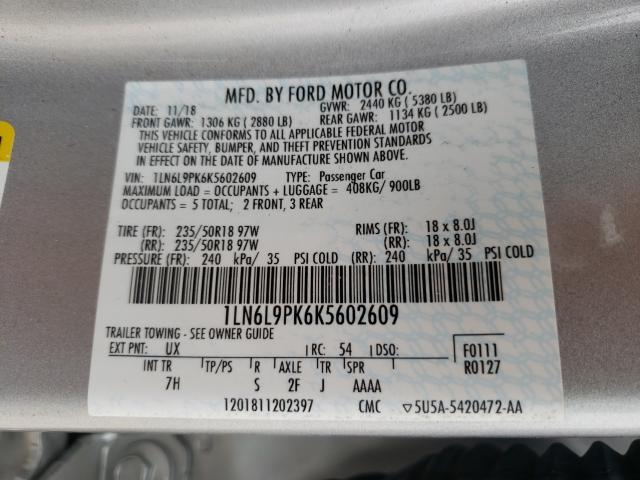 MFD. BY FORD MOTOR CO.
DATE: 11/18 GVWR: 2440 KG ( 5380 LB)
FRONT GAWR: 1306 KG ( 2880 LB) REAR GAWR: 1134 KG ( 2500 LB)
THIS VEHICLE CONFORMS TO ALL APPLICABLE FEDERAL MOTOR
VEHICLE SAFETY, BUMPER, AND THEFT PREVENTION STANDARDS
IN EFFECT ON THE DATE OF MANUFACTURE SHOWN ABOVE.
VIN: 1LN6L9PK6K5602609 TYPE: Passenger Car
MAXIMUM LOAD = OCCUPANTS + LUGGAGE = 408KG/ 900LB
OCCUPANTS = 5 TOTAL; 2 FRONT, 3 REAR
TIRE (FR): 235/50R18 97W RIMS (FR): 18 x 8.0J
(RR): 235/50R18 97W (RR): 18 x 8.0J
PRESSURE (FR): 240 kPa/ 35 PSI COLD (RR): 240 kPa/ 35 PSI COLD
1LN6L9PK6K5602609
TRAILER TOWING - SEE OWNER GUIDE
EXT PNT: UX RC: 54 DSO: F0111
INT TR TP/PS R AXLE TR SPR R0127
7H S 2F J AAAA
1201811202397 CMC ▽5U5A-5420472-AA